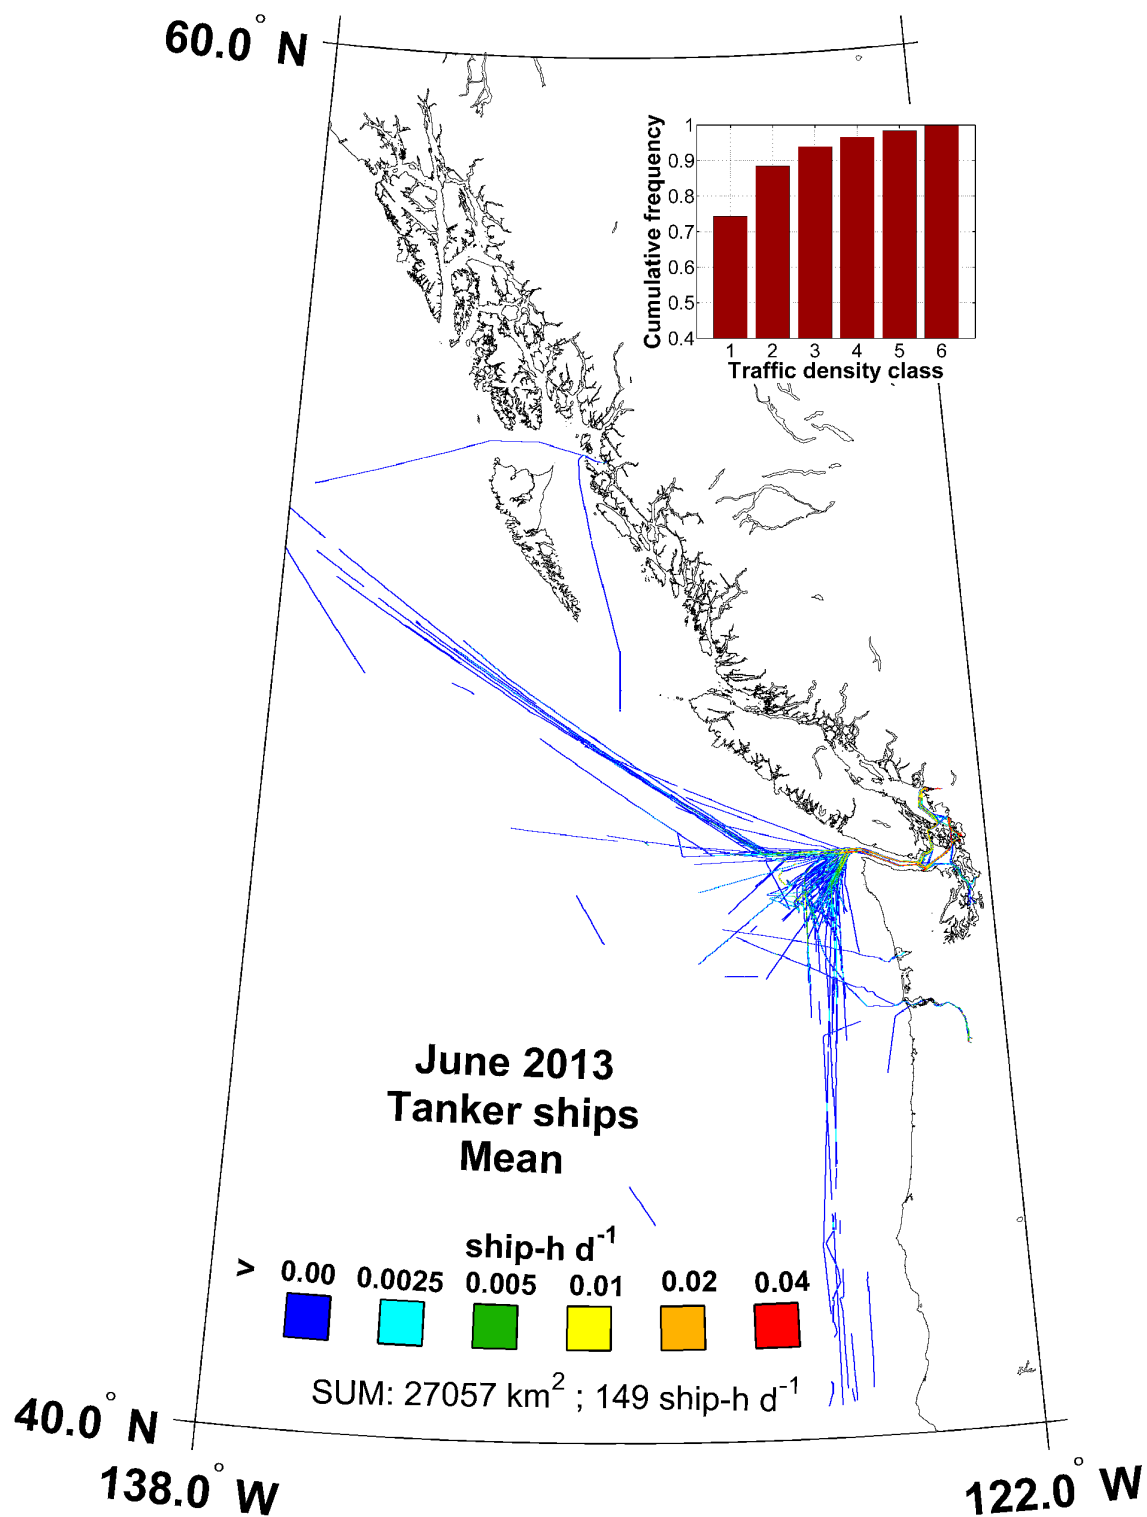 60.0° N
Cumulative frequency
1
0.9
0.8
0.7
0.6
0.5
0.4
1 2 3 4 5 6
Traffic density class
June 2013
Tanker ships
Mean
ship-h d⁻¹
> 0.00 0.0025 0.005 0.01 0.02 0.04
SUM: 27057 km² ; 149 ship-h d⁻¹
40.0° N
138.0° W
122.0° W